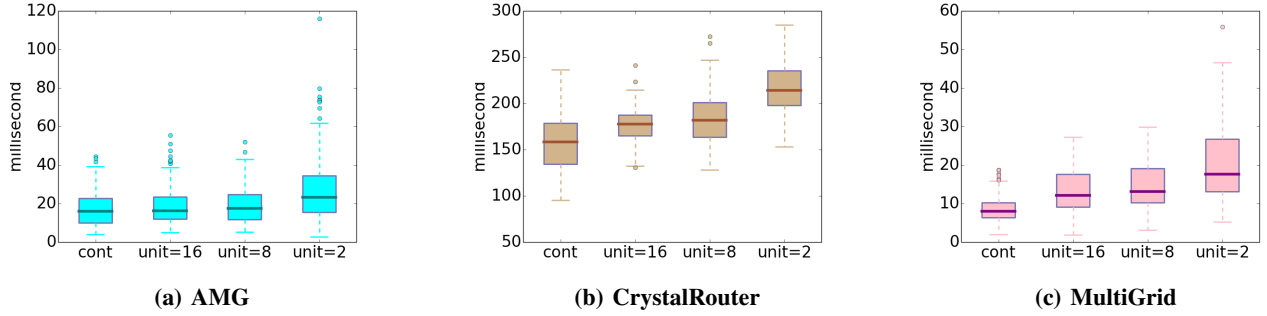 120
100
80
60
40
20
0
millisecond
cont unit=16 unit=8 unit=2
(a) AMG
300
250
200
150
100
50
millisecond
cont unit=16 unit=8 unit=2
(b) CrystalRouter
60
50
40
30
20
10
0
millisecond
cont unit=16 unit=8 unit=2
(c) MultiGrid